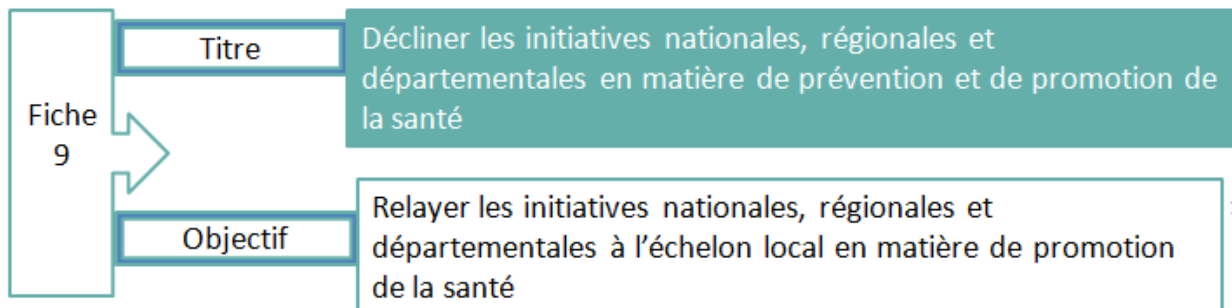 Fiche
9
Titre
Décliner les initiatives nationales, régionales et
départementales en matière de prévention et de promotion de
la santé
Objectif
Relayer les initiatives nationales, régionales et
départementales à l'échelon local en matière de promotion
de la santé